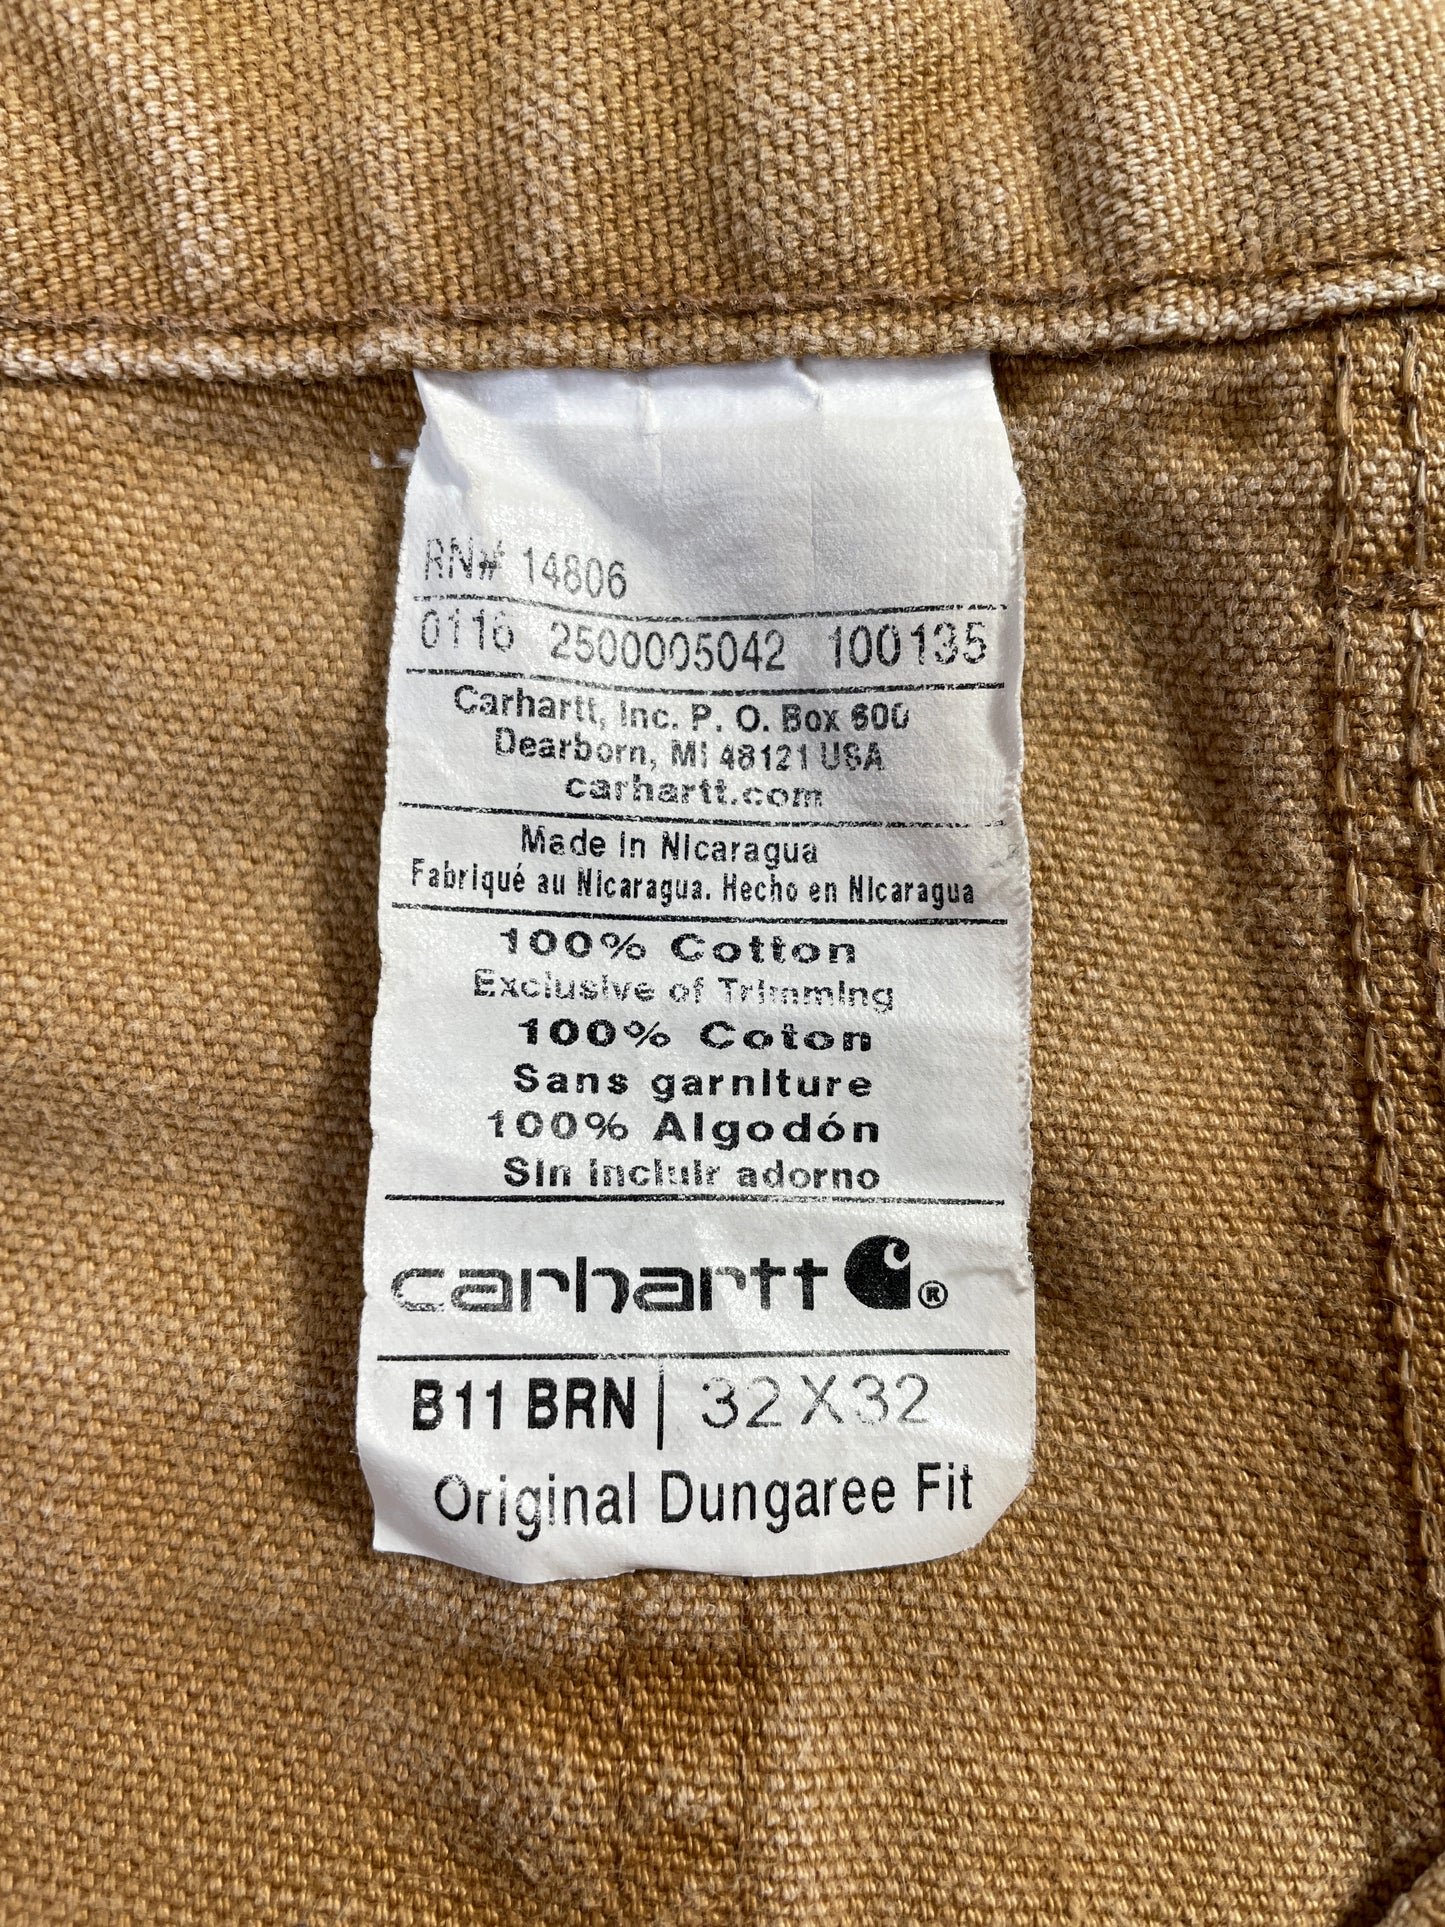 RN# 14806
0116 2500005042 100135
Carhartt, Inc. P. O. Box 600
Dearborn, MI 48121 USA
carhartt.com
Made in Nicaragua
Fabriqué au Nicaragua. Hecho en Nicaragua
100% Cotton
Exclusive of Trimming
100% Coton
Sans garniture
100% Algodón
Sin incluir adorno
carhartt ®
B11 BRN | 32X32
Original Dungaree Fit